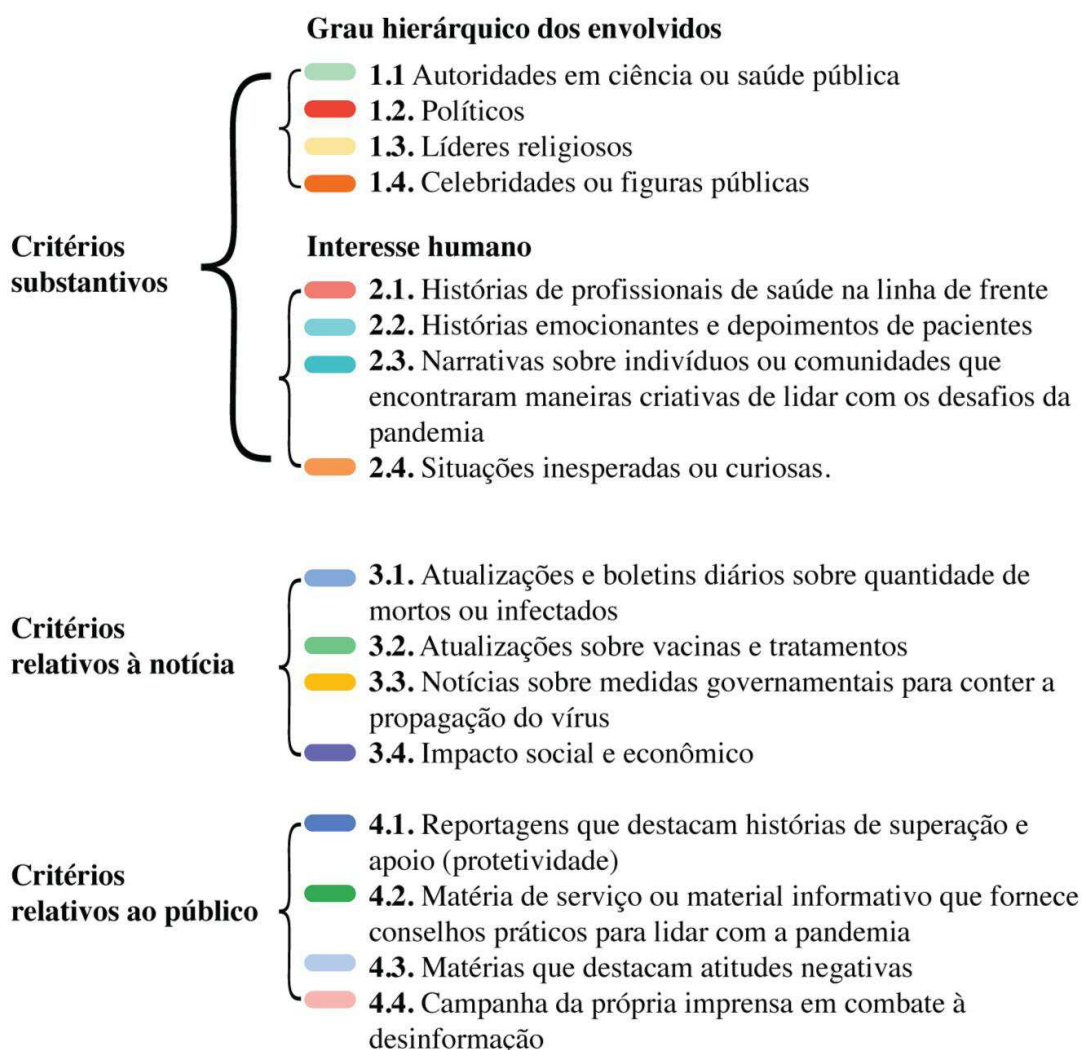 Grau hierárquico dos envolvidos
1.1 Autoridades em ciência ou saúde pública
1.2. Políticos
1.3. Líderes religiosos
1.4. Celebridades ou figuras públicas
Critérios
substantivos
Interesse humano
2.1. Histórias de profissionais de saúde na linha de frente
2.2. Histórias emocionantes e depoimentos de pacientes
2.3. Narrativas sobre indivíduos ou comunidades que
encontraram maneiras criativas de lidar com os desafios da
pandemia
2.4. Situações inesperadas ou curiosas.
Critérios
relativos à notícia
3.1. Atualizações e boletins diários sobre quantidade de
mortos ou infectados
3.2. Atualizações sobre vacinas e tratamentos
3.3. Notícias sobre medidas governamentais para conter a
propagação do vírus
3.4. Impacto social e econômico
Critérios
relativos ao público
4.1. Reportagens que destacam histórias de superação e
apoio (protetividade)
4.2. Matéria de serviço ou material informativo que fornece
conselhos práticos para lidar com a pandemia
4.3. Matérias que destacam atitudes negativas
4.4. Campanha da própria imprensa em combate à
desinformação